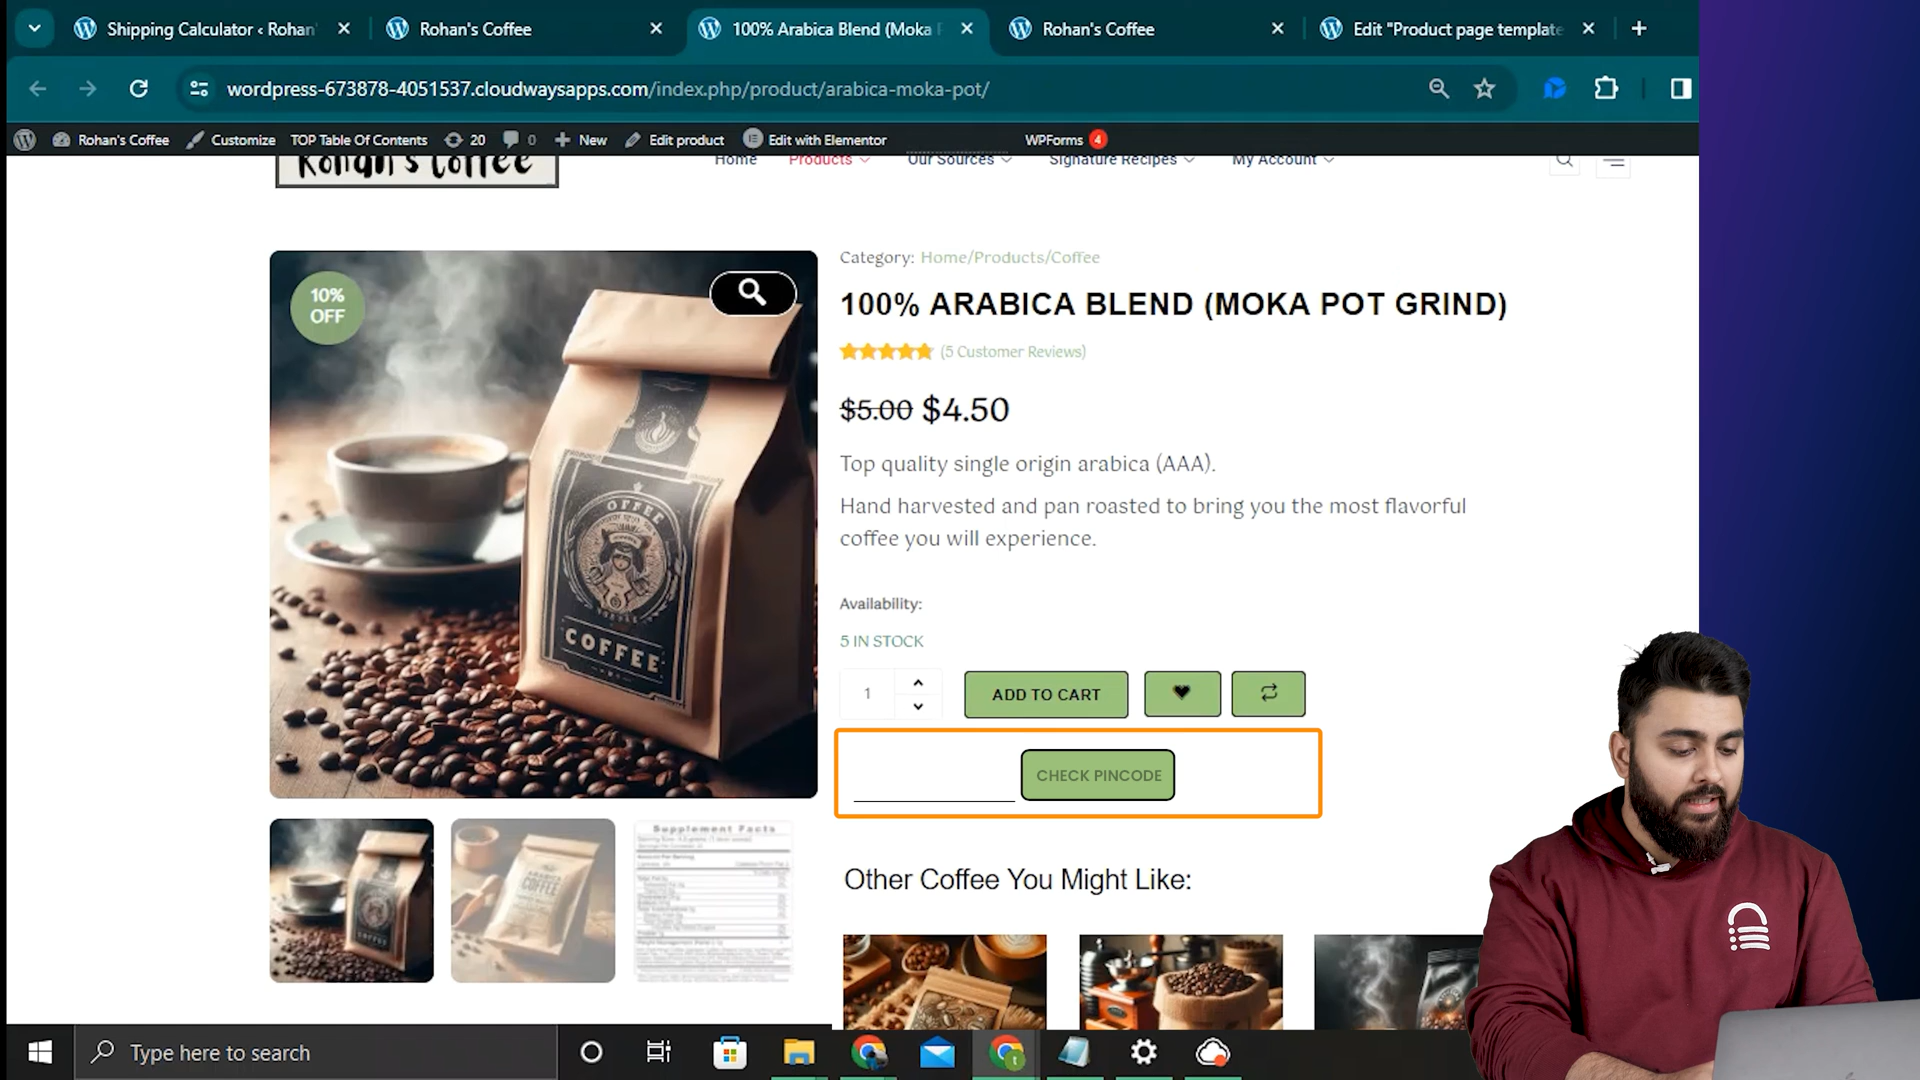 Shipping Calculator ‹ Rohan'
Rohan's Coffee
100% Arabica Blend (Moka P
Rohan's Coffee
Edit "Product page template
wordpress-673878-4051537.cloudwaysapps.com/index.php/product/arabica-moka-pot/
Rohan's Coffee
Customize
TOP Table Of Contents
20
0
New
Edit product
Edit with Elementor
WPForms 4
Rohan's Coffee
Home
Products
Our Sources
Signature Recipes
My Account
10%
OFF
OFFEE
COFFEE
Category: Home/Products/Coffee
100% ARABICA BLEND (MOKA POT GRIND)
(5 Customer Reviews)
$5.00 $4.50
Top quality single origin arabica (AAA).
Hand harvested and pan roasted to bring you the most flavorful
coffee you will experience.
Availability:
5 IN STOCK
1
ADD TO CART
CHECK PINCODE
Supplement Facts
Other Coffee You Might Like:
Type here to search